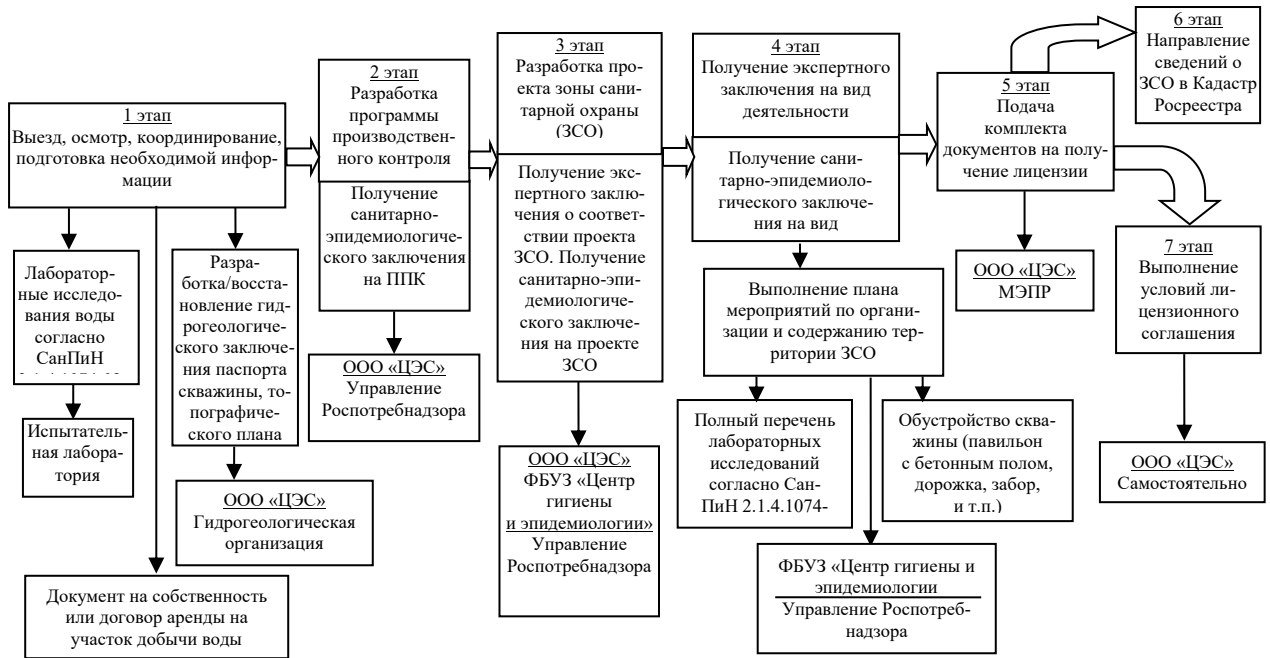 1 этап
Выезд, осмотр, координирование,
подготовка необходимой инфор-
мации
Лаборатор-
ные исследо-
вания воды
согласно
СанПиН
Испытатель-
ная лабора-
тория
Разра-
ботка/восста-
новление гид-
рогеологиче-
ского заключе-
ния паспорта
скважины, то-
пографиче-
ского плана
ООО «ЦЭС»
Гидрогеологическая
организация
Документ на собственность
или договор аренды на
участок добычи воды
2 этап
Разработка
программы
производствен-
ного контроля
Получение
санитарно-
эпидемиологиче-
ского заключения
на ППК
ООО «ЦЭС»
Управление
Роспотребнадзора
3 этап
Разработка про-
екта зоны сани-
тарной охраны
(ЗСО)
Получение экс-
пертного заклю-
чения о соответ-
ствии проекта
ЗСО. Получение
санитарно-эпи-
демиологиче-
ского заключе-
ния на проекте
ЗСО
ООО «ЦЭС»
ФБУЗ «Центр
гигиены
и эпидемиологии»
Управление
Роспотребнадзора
4 этап
Получение экспертного
заключения на вид
деятельности
Получение сани-
тарно-эпидемиоло-
гического заключе-
ния на вид
Выполнение плана
мероприятий по органи-
зации и содержанию тер-
ритории ЗСО
Полный перечень
лабораторных
исследований
согласно Сан-
ПиН 2.1.4.1074-
Обустройство сква-
жины (павильон
с бетонным полом,
дорожка, забор,
и т.п.)
ФБУЗ «Центр гигиены и
эпидемиологии
Управление Роспотреб-
надзора
5 этап
Подача
комплекта
документов на полу-
чение лицензии
ООО «ЦЭС»
МЭПР
6 этап
Направление
сведений о
ЗСО в Кадастр
Росреестра
7 этап
Выполнение
условий ли-
цензионного
соглашения
ООО «ЦЭС»
Самостоятельно